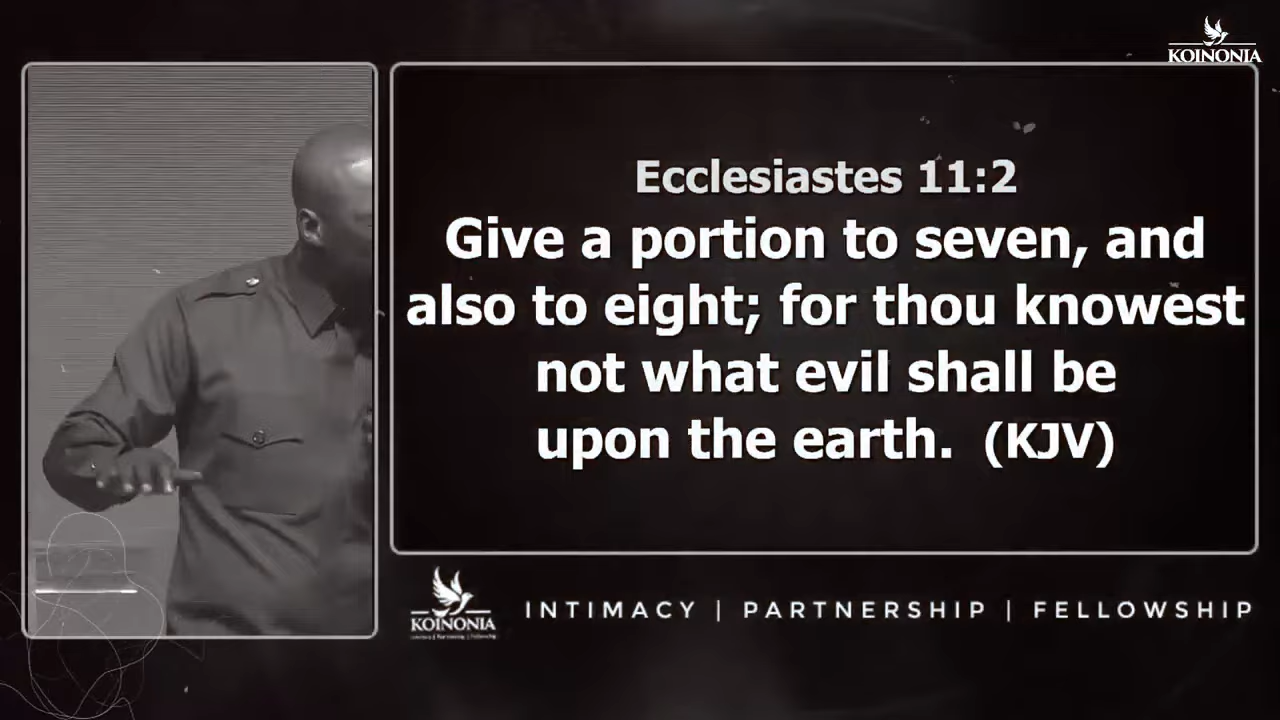 KOINONIA
Ecclesiastes 11:2
Give a portion to seven, and
also to eight; for thou knowest
not what evil shall be
upon the earth. (KJV)
KOINONIA
INTIMACY | PARTNERSHIP | FELLOWSHIP